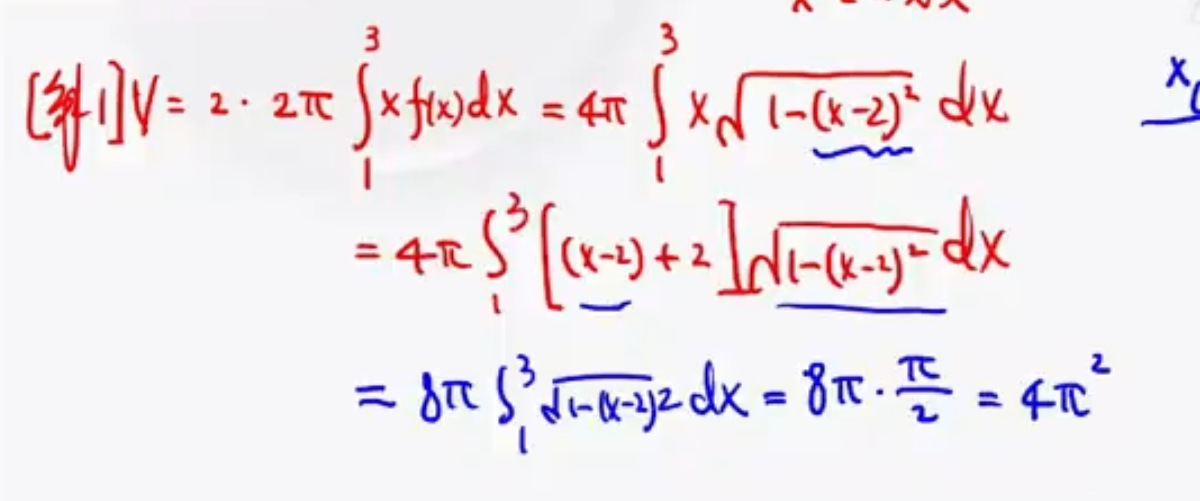 [解1] V = 2 · 2π ∫₁³ x f(x) dx = 4π ∫₁³ x √(1-(x-2)²) dx
= 4π ∫₁³ [(x-2) + 2] √(1-(x-2)²) dx
= 8π ∫₁³ √(1-(x-2)²) dx = 8π · π/2 = 4π²